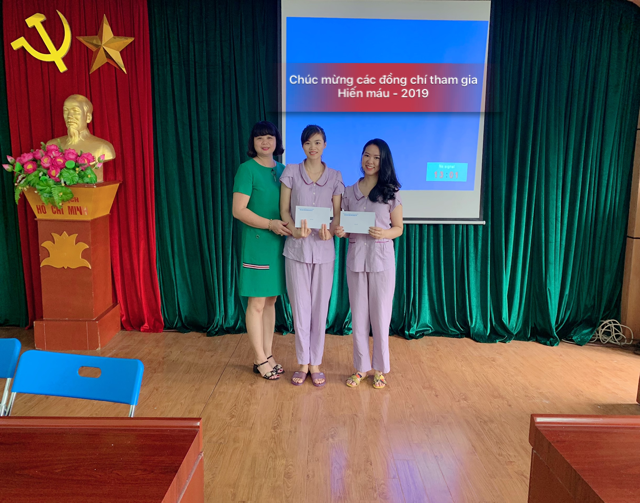 Chúc mừng các đồng chí tham gia
Hiến máu - 2019
HỒ CHÍ MINH